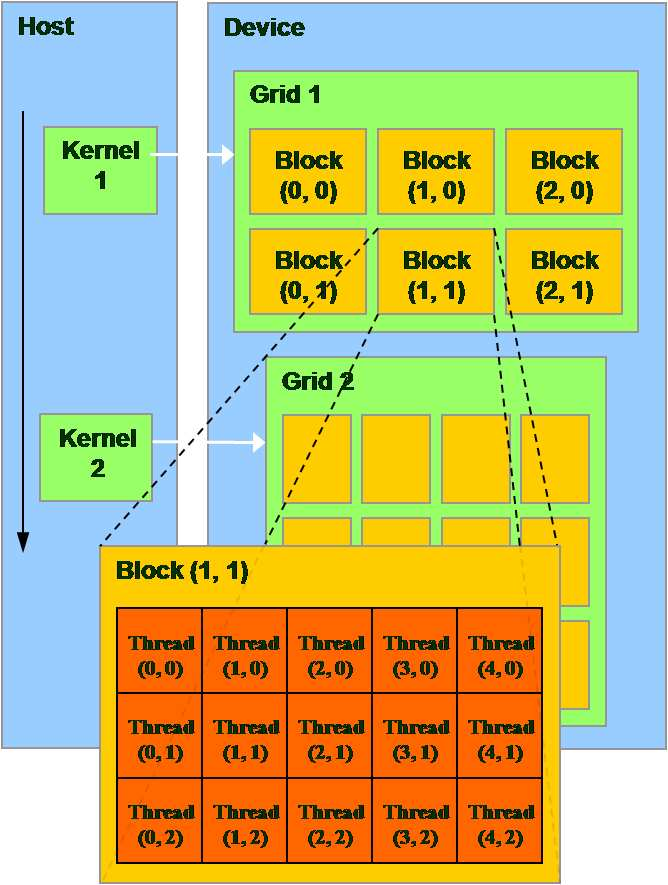 Host
Device
Grid 1
Kernel
1
Block
(0, 0)
Block
(1, 0)
Block
(2, 0)
Block
(0, 1)
Block
(1, 1)
Block
(2, 1)
Grid 2
Kernel
2
Block (1, 1)
Thread
(0, 0)
Thread
(1, 0)
Thread
(2, 0)
Thread
(3, 0)
Thread
(4, 0)
Thread
(0, 1)
Thread
(1, 1)
Thread
(2, 1)
Thread
(3, 1)
Thread
(4, 1)
Thread
(0, 2)
Thread
(1, 2)
Thread
(2, 2)
Thread
(3, 2)
Thread
(4, 2)